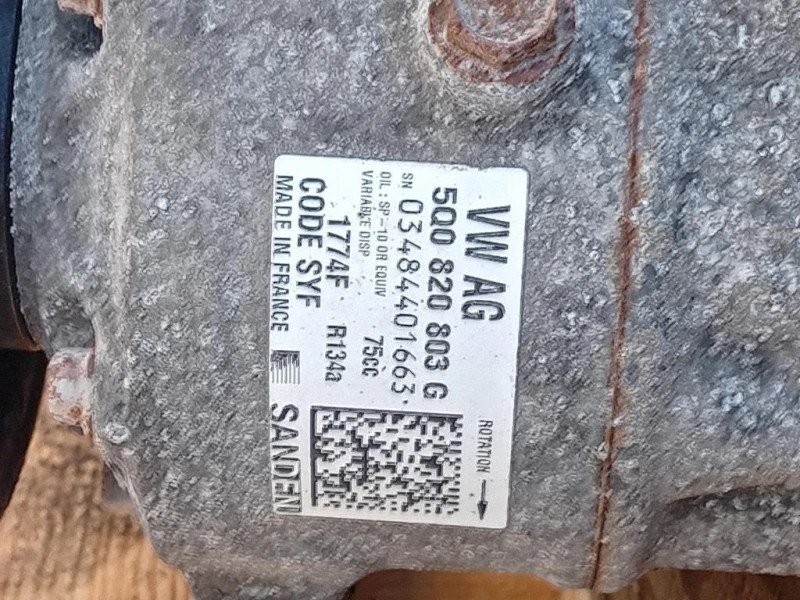 VW AG
ROTATION
5Q0 820 803 G
SN 03484401663.
OIL: SP-10 OR EQUIV 75CC
VARIABLE DISP
1774F R134a
CODE SYF
MADE IN FRANCE SANDEN